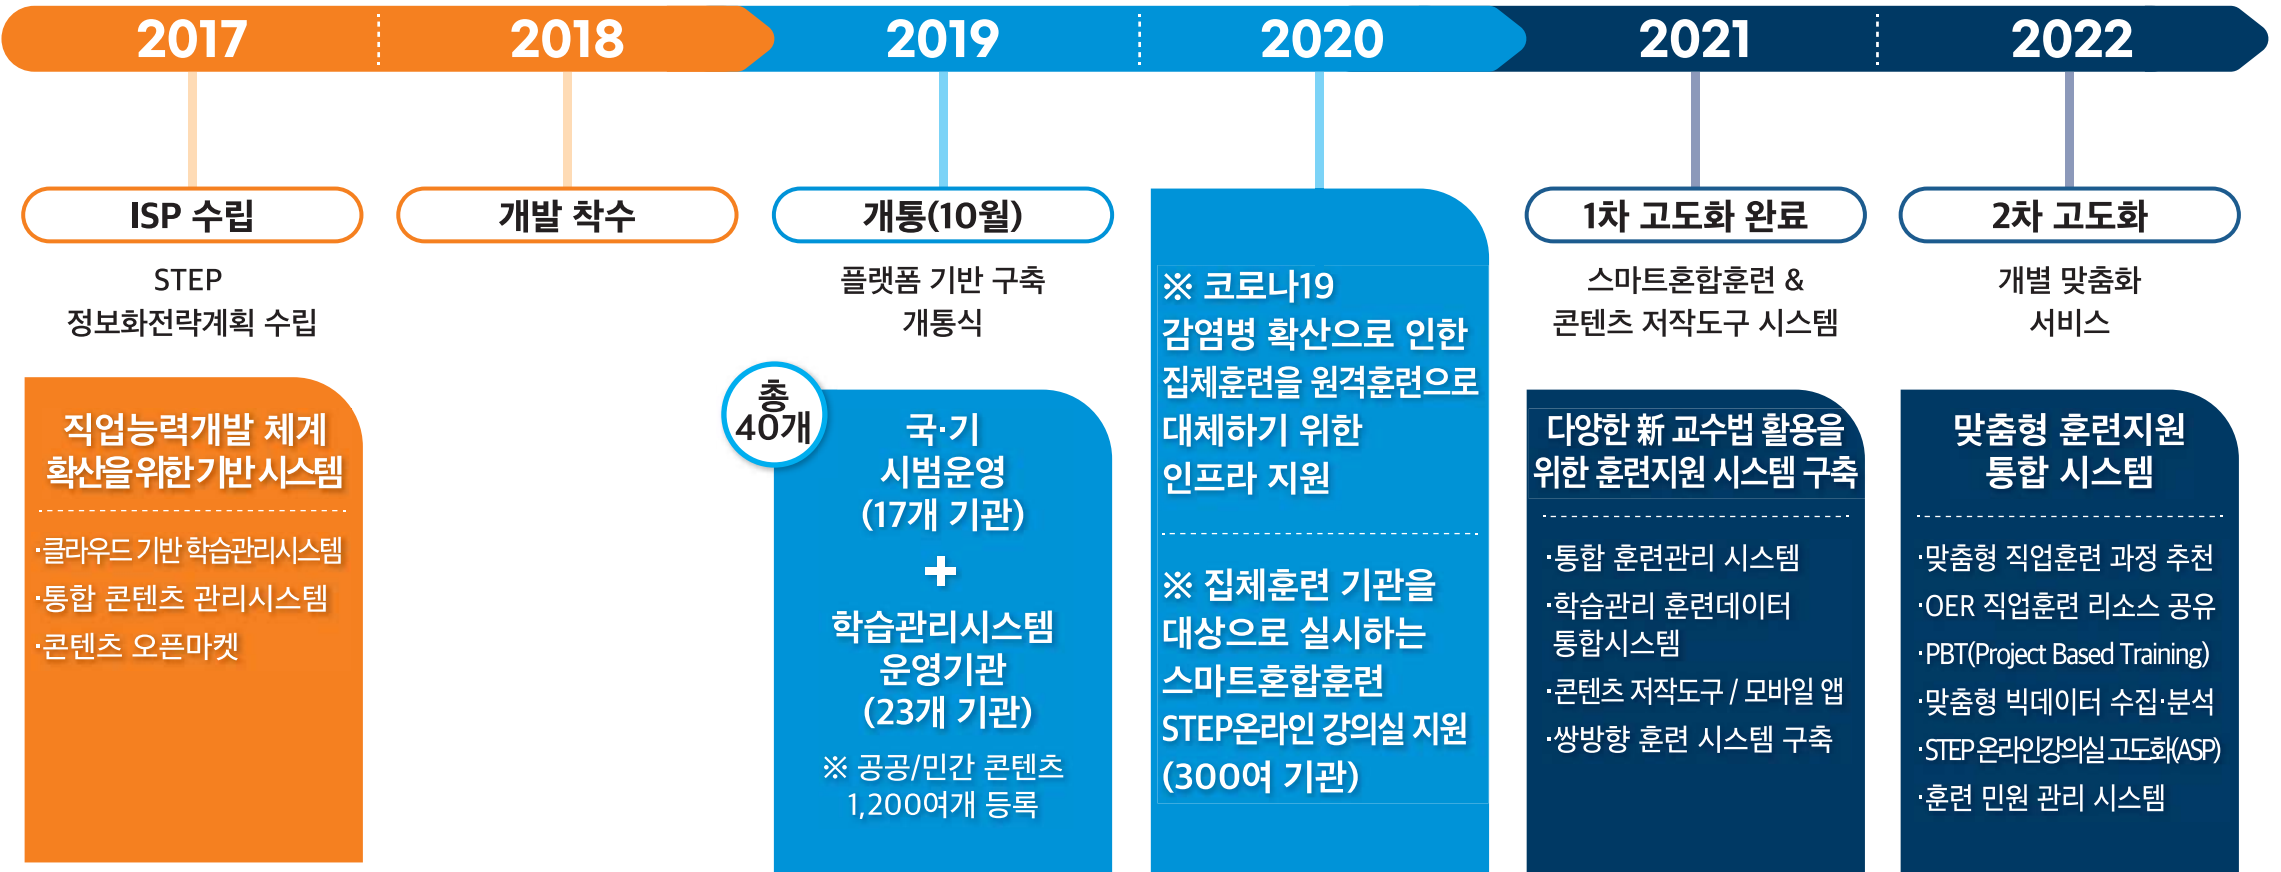 2017
2018
2019
2020
2021
2022
ISP 수립
STEP
정보화전략계획 수립
직업능력개발 체계
확산을 위한 기반 시스템
·클라우드 기반 학습관리시스템
·통합 콘텐츠 관리시스템
·콘텐츠 오픈마켓
개발 착수
개통(10월)
플랫폼 기반 구축
개통식
총
40개
국·기
시범운영
(17개 기관)
+
학습관리시스템
운영기관
(23개 기관)
※ 공공/민간 콘텐츠
1,200여개 등록
※ 코로나19
감염병 확산으로 인한
집체훈련을 원격훈련으로
대체하기 위한
인프라 지원
※ 집체훈련 기관을
대상으로 실시하는
스마트혼합훈련
STEP온라인 강의실 지원
(300여 기관)
1차 고도화 완료
스마트혼합훈련 &
콘텐츠 저작도구 시스템
다양한 新 교수법 활용을
위한 훈련지원 시스템 구축
·통합 훈련관리 시스템
·학습관리 훈련데이터
통합시스템
·콘텐츠 저작도구 / 모바일 앱
·쌍방향 훈련 시스템 구축
2차 고도화
개별 맞춤화
서비스
맞춤형 훈련지원
통합 시스템
·맞춤형 직업훈련 과정 추천
·OER 직업훈련 리소스 공유
·PBT(Project Based Training)
·맞춤형 빅데이터 수집·분석
·STEP 온라인강의실 고도화(ASP)
·훈련 민원 관리 시스템